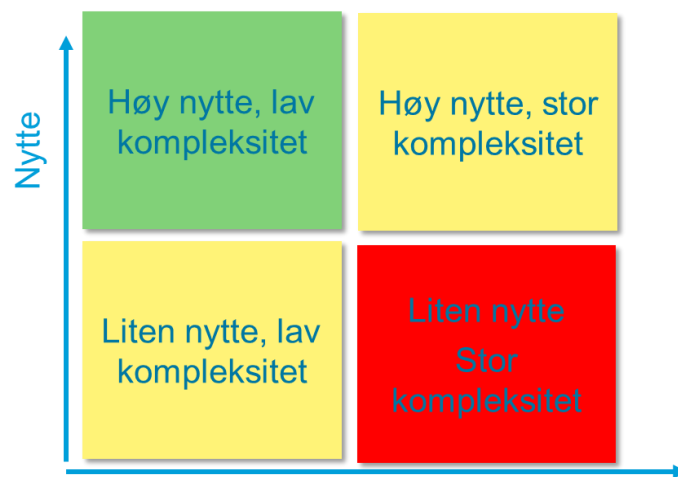 Nytte
Høy nytte, lav
kompleksitet
Høy nytte, stor
kompleksitet
Liten nytte, lav
kompleksitet
Liten nytte
Stor
kompleksitet